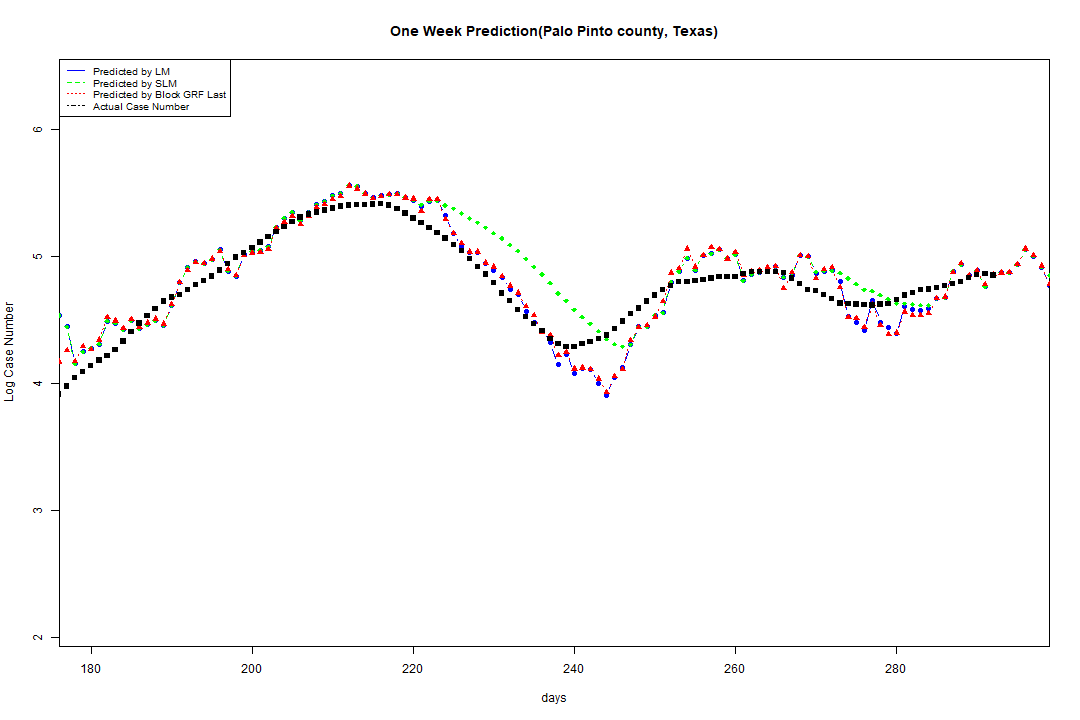 One Week Prediction(Palo Pinto county, Texas)
Predicted by LM
Predicted by SLM
Predicted by Block GRF Last
Actual Case Number
6
5
4
3
2
Log Case Number
180 200 220 240 260 280
days